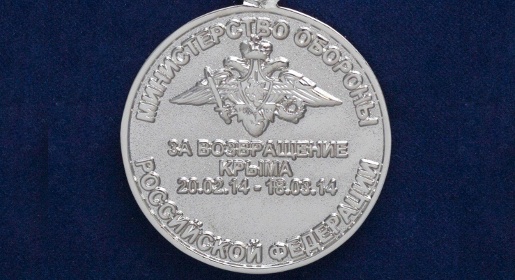 МИНИСТЕРСТВО ОБОРОНЫ
ЗА ВОЗВРАЩЕНИЕ
КРЫМА
20.02.14 - 18.03.14
РОССИЙСКОЙ ФЕДЕРАЦИИ